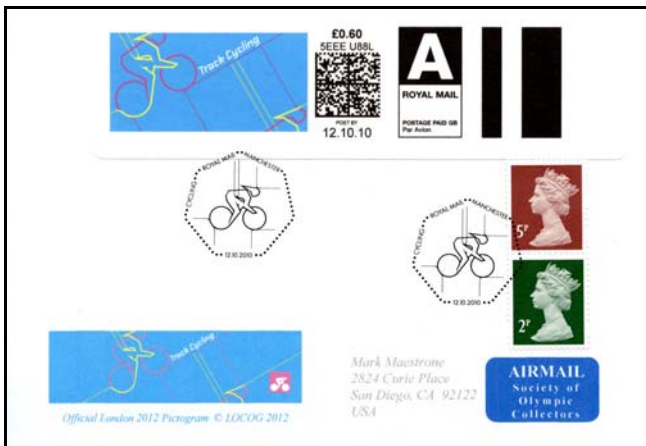 £0.60
5EEE U88L
Track Cycling
POST BY
12.10.10
A
ROYAL MAIL
POSTAGE PAID GB
Par Avion
CYCLING ROYAL MAIL MANCHESTER
12.10.2010
CYCLING ROYAL MAIL MANCHESTER
12.10.2010
5P
2P
Track Cycling
Official London 2012 Pictogram © LOCOG 2012
Mark Maestrone
2824 Curie Place
San Diego, CA 92122
USA
AIRMAIL
Society of
Olympic
Collectors